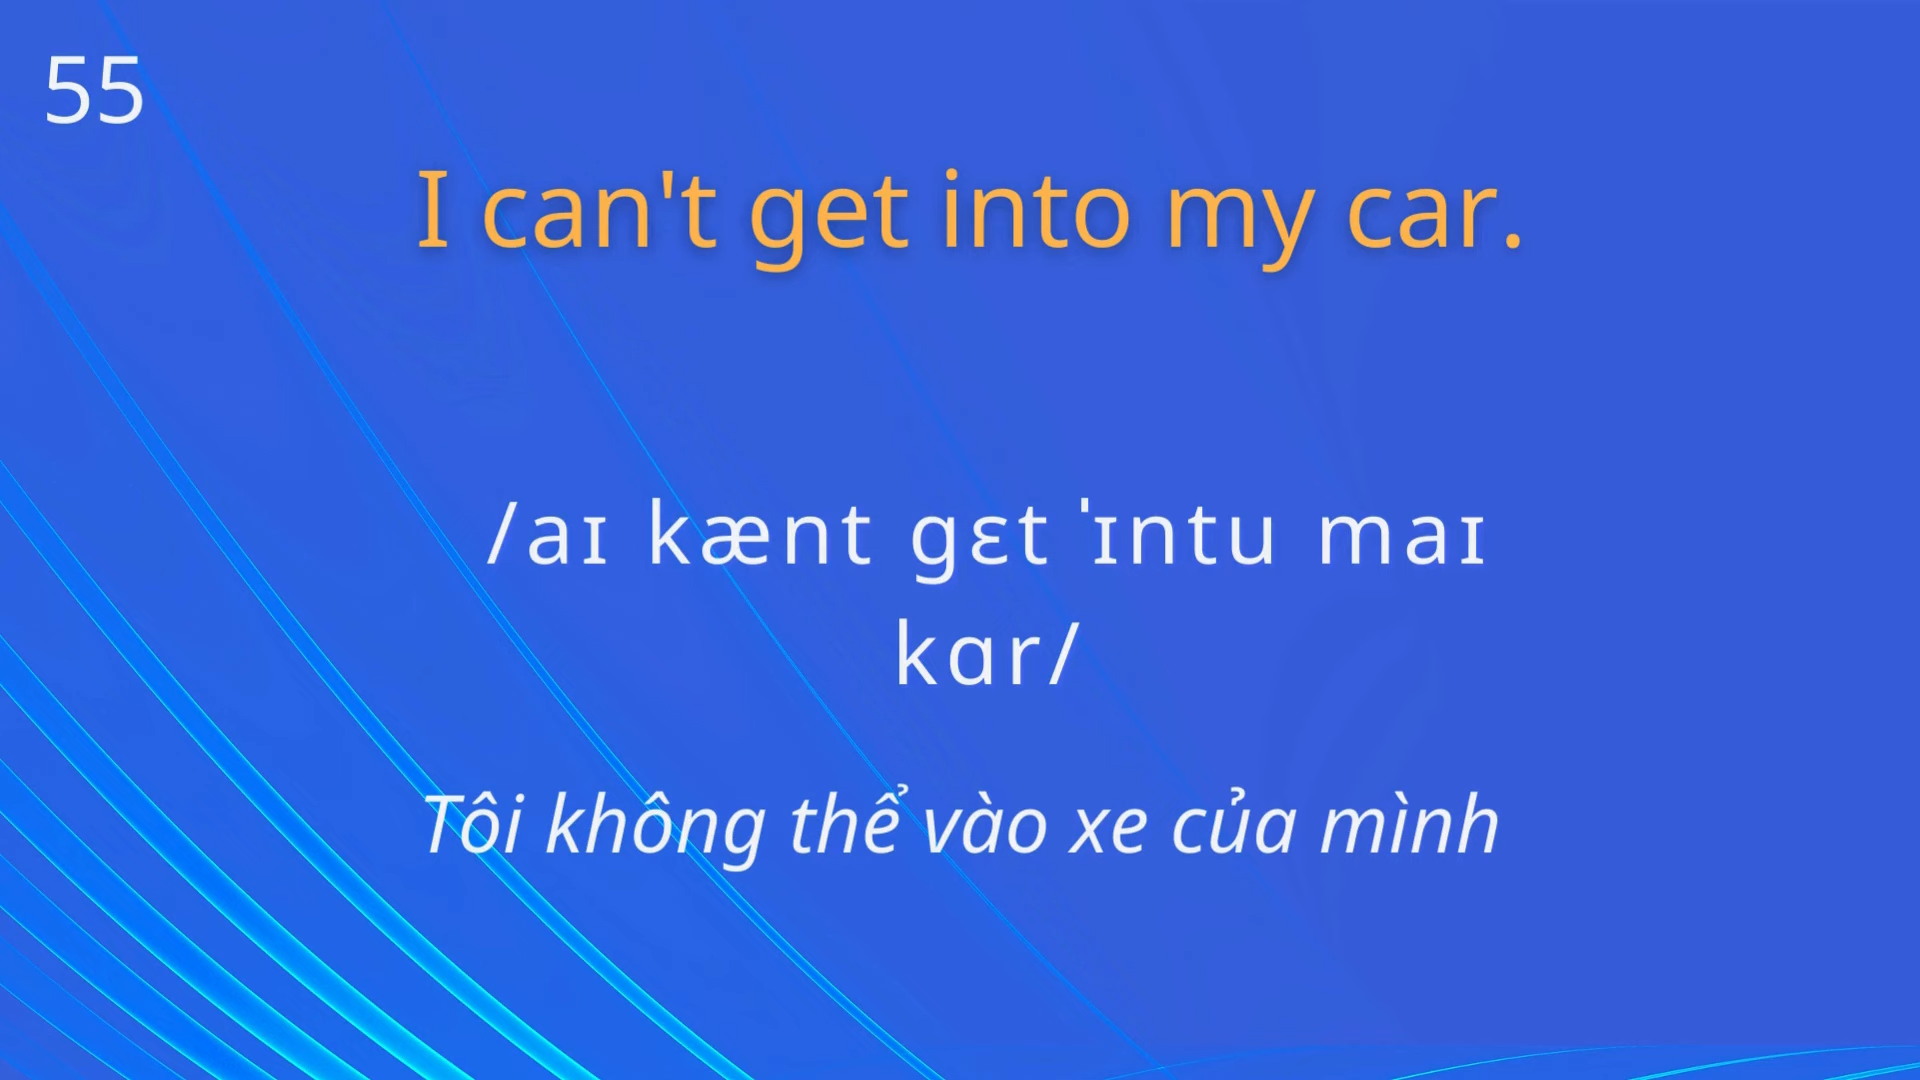 55
I can't get into my car.
/aɪ kænt gɛt ˈɪntu maɪ
kɑr/
Tôi không thể vào xe của mình